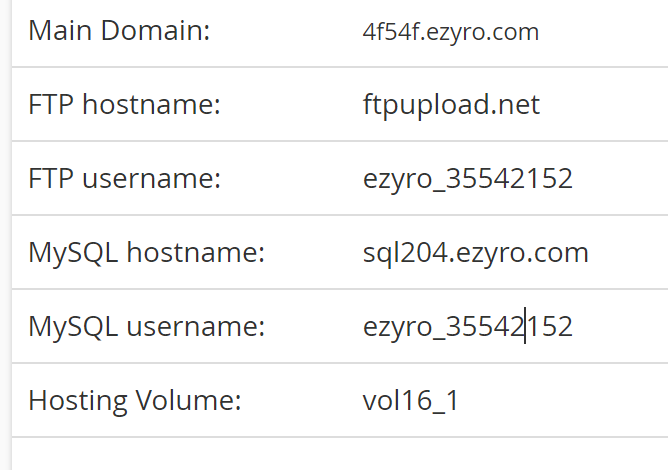 Main Domain: 4f54f.ezyro.com
FTP hostname: ftpupload.net
FTP username: ezyro_35542152
MySQL hostname: sql204.ezyro.com
MySQL username: ezyro_35542152
Hosting Volume: vol16_1